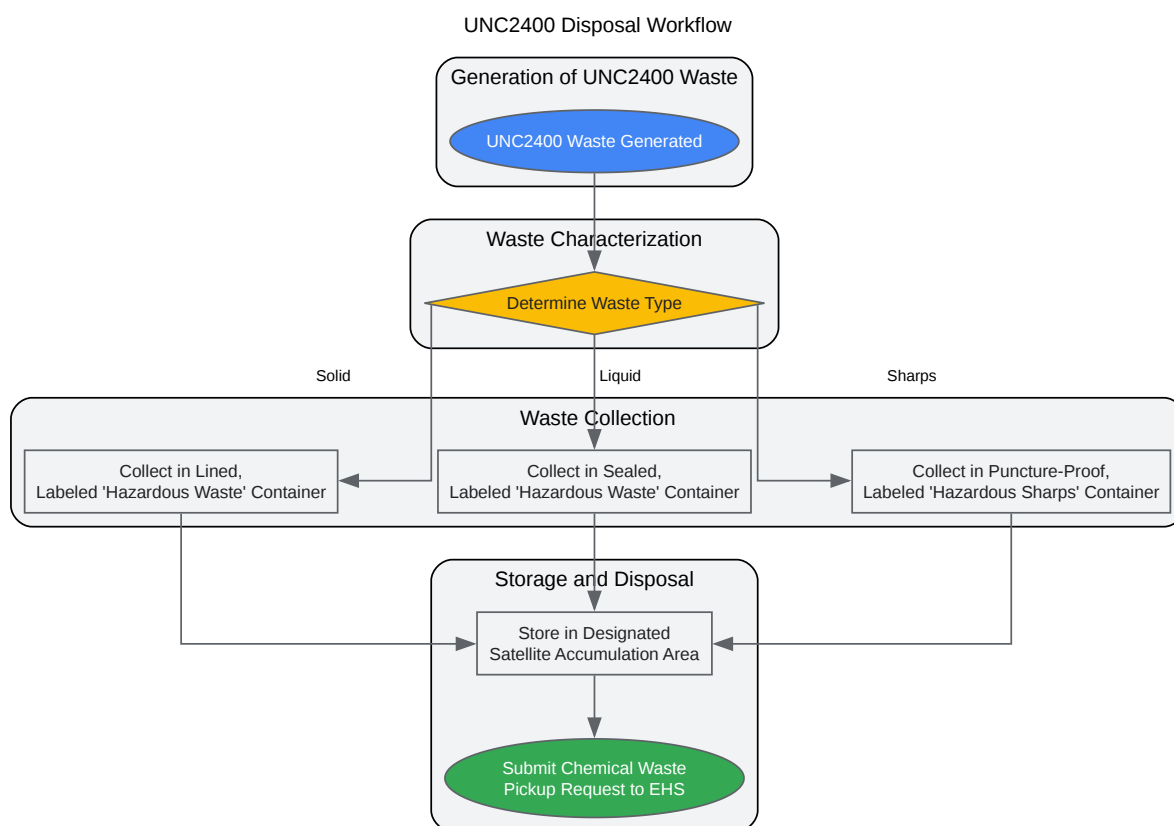 UNC2400 Disposal Workflow
Generation of UNC2400 Waste
UNC2400 Waste Generated
Waste Characterization
Determine Waste Type
Solid
Liquid
Sharps
Waste Collection
Collect in Lined,
Labeled 'Hazardous Waste' Container
Collect in Sealed,
Labeled 'Hazardous Waste' Container
Collect in Puncture-Proof,
Labeled 'Hazardous Sharps' Container
Storage and Disposal
Store in Designated
Satellite Accumulation Area
Submit Chemical Waste
Pickup Request to EHS